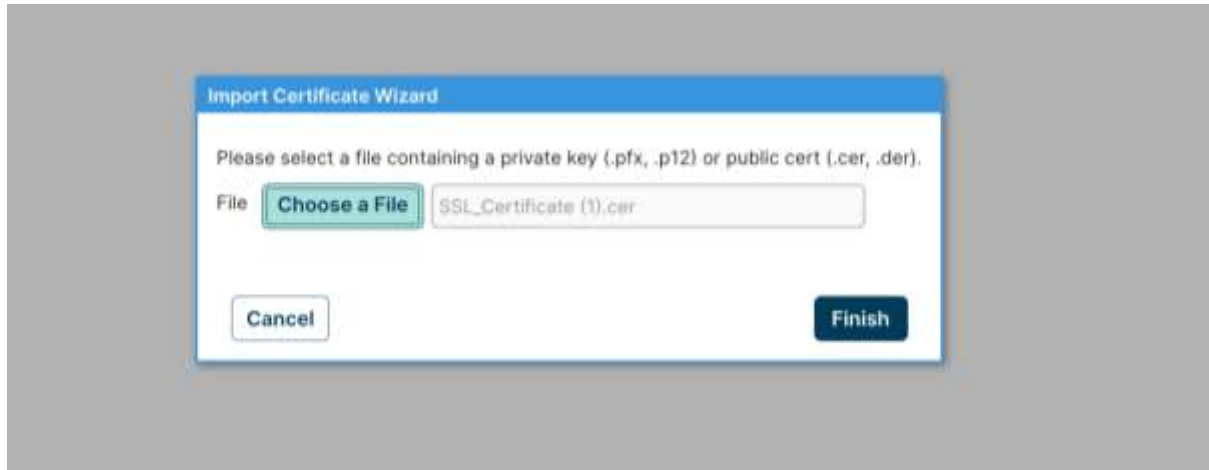 Import Certificate Wizard
Please select a file containing a private key (.pfx, .p12) or public cert (.cer, .der).
File Choose a File SSL_Certificate (1).cer
Cancel Finish